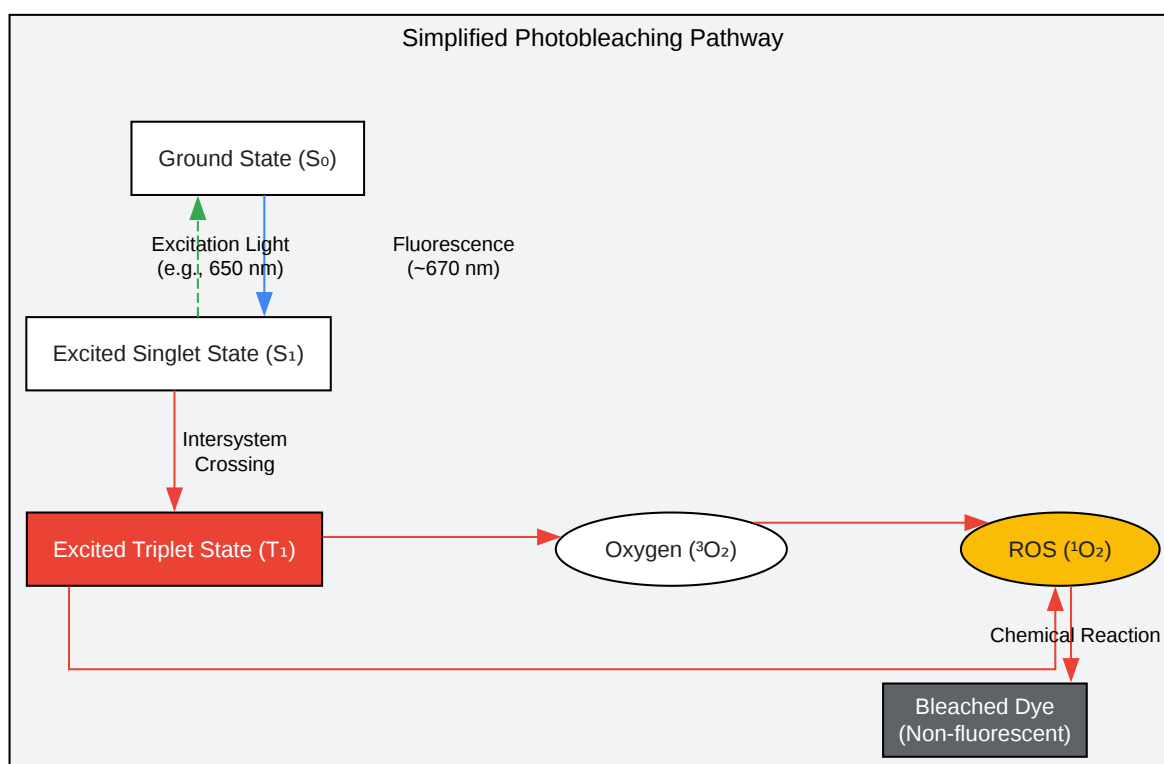 Simplified Photobleaching Pathway
Ground State (S₀)
Excitation Light
(e.g., 650 nm)
Fluorescence
(~670 nm)
Excited Singlet State (S₁)
Intersystem
Crossing
Excited Triplet State (T₁)
Oxygen (³O₂)
ROS (¹O₂)
Chemical Reaction
Bleached Dye
(Non-fluorescent)